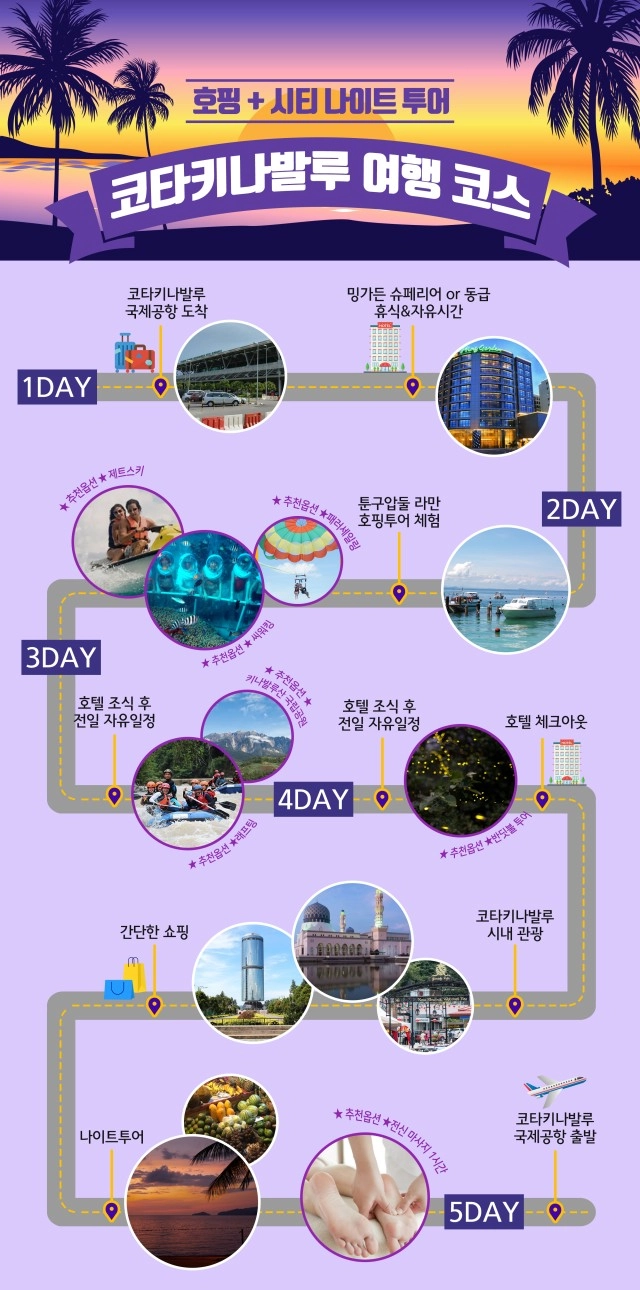 호핑 + 시티 나이트 투어
코타키나발루 여행 코스
코타키나발루
국제공항 도착
밍가든 슈페리어 or 동급
휴식&자유시간
HOTEL
1DAY
2DAY
툰구압둘 라만
호핑투어 체험
★ 추천옵션 ★ 제트스키
★ 추천옵션 ★패러세일링
★ 추천옵션 ★ 씨워킹
3DAY
호텔 조식 후
전일 자유일정
★ 추천옵션 ★
키나발루산 국립공원
★ 추천옵션 ★래프팅
4DAY
호텔 조식 후
전일 자유일정
★ 추천옵션 ★반딧불 투어
호텔 체크아웃
HOTEL
코타키나발루
시내 관광
간단한 쇼핑
나이트투어
★ 추천옵션 ★전신 마사지 1시간
5DAY
코타키나발루
국제공항 출발